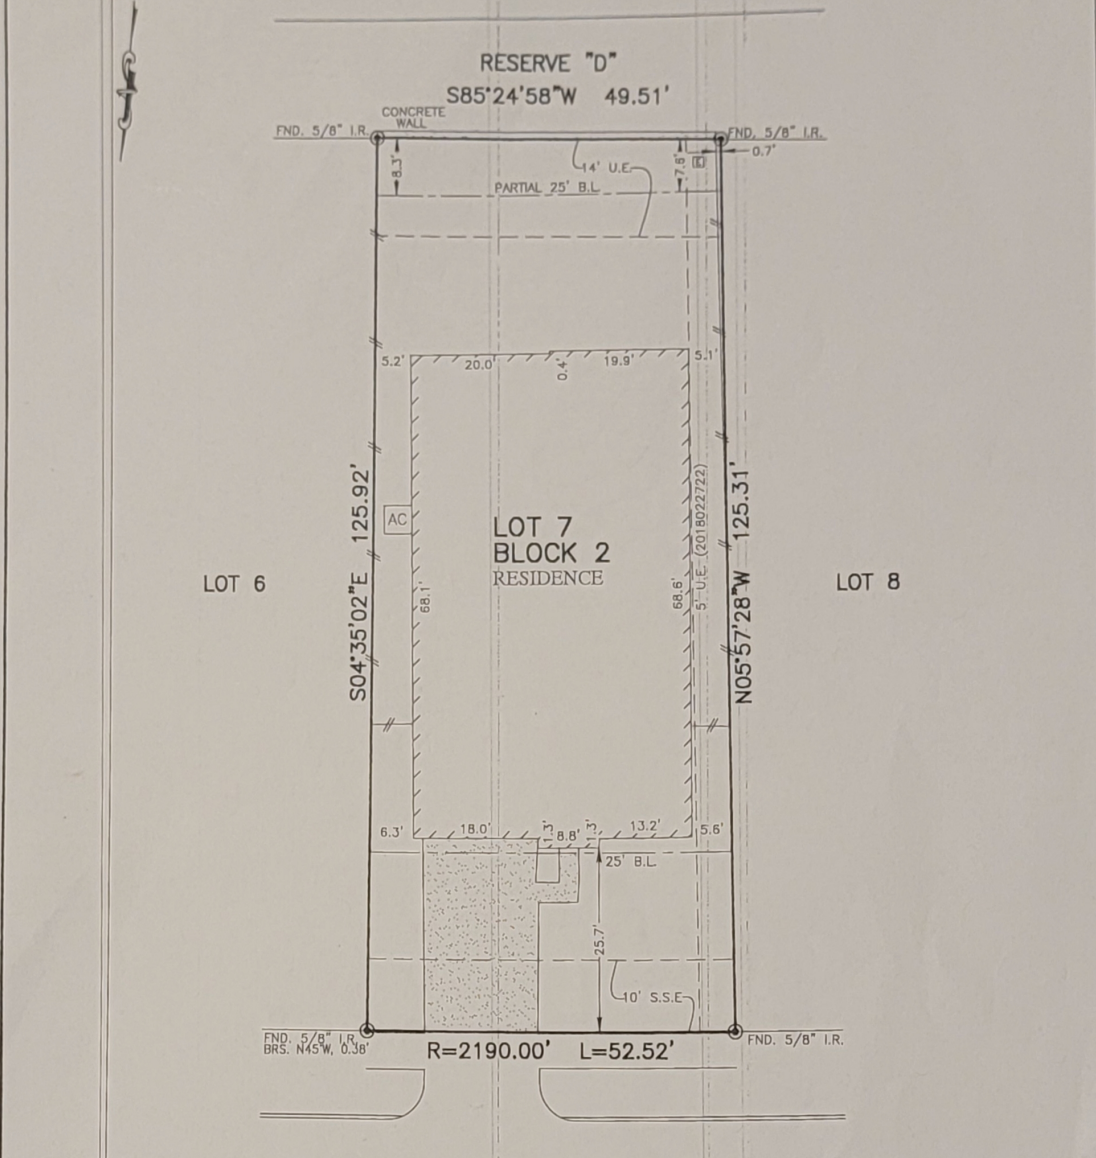 RESERVE "D"
S85°24'58"W 49.51'
CONCRETE
WALL
FND. 5/8" I.R.
FND. 5/8" I.R.
0.7'
8.3'
14' U.E.
7.6'
E
PARTIAL 25' B.L.
5.2'
20.0'
0.4'
19.9'
5.1'
S04°35'02"E 125.92'
AC
68.1'
LOT 7
BLOCK 2
RESIDENCE
68.6'
5' U.E. (2018022722)
N05°57'28"W 125.31'
LOT 6
LOT 8
6.3'
18.0'
1.3'
8.8'
1.3'
13.2'
5.6'
25' B.L.
25.7'
10' S.S.E.
FND. 5/8" I.R.
BRS. N45°W, 0.38'
R=2190.00' L=52.52'
FND. 5/8" I.R.